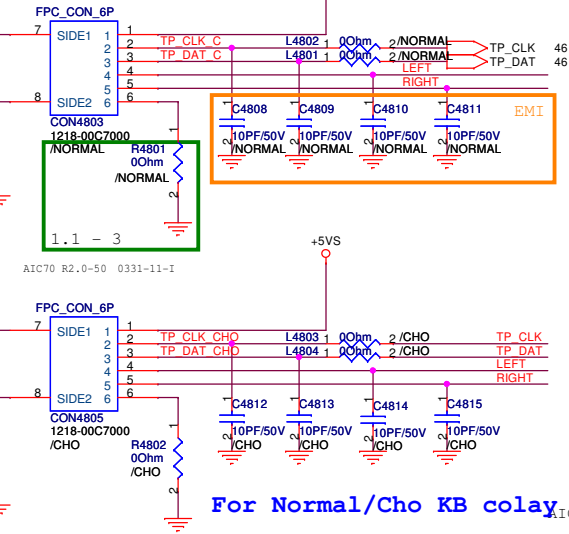 FPC_CON_6P
7 SIDE1 1 1
2 2 TP_CLK_C L4802 1 0Ohm 2 /NORMAL TP_CLK 46
3 3 TP_DAT_C L4801 1 0Ohm 2 /NORMAL TP_DAT 46
4 4 LEFT
5 5 RIGHT
8 SIDE2 6 6
CON4803
1218-00C7000
/NORMAL
R4801
0Ohm
/NORMAL
1
2
1.1 - 3
AIC70 R2.0-50 0331-11-I
EMI
1 C4808 1 C4809 1 C4810 1 C4811
10PF/50V 10PF/50V 10PF/50V 10PF/50V
2 /NORMAL 2 /NORMAL 2 /NORMAL 2 /NORMAL
+5VS
FPC_CON_6P
7 SIDE1 1 1
2 2 TP_CLK_CHO L4803 1 0Ohm 2 /CHO TP_CLK
3 3 TP_DAT_CHO L4804 1 0Ohm 2 /CHO TP_DAT
4 4 LEFT
5 5 RIGHT
8 SIDE2 6 6
CON4805
1218-00C7000
/CHO
R4802
0Ohm
/CHO
1
2
1 C4812 1 C4813 1 C4814 1 C4815
10PF/50V 10PF/50V 10PF/50V 10PF/50V
2 /CHO 2 /CHO 2 /CHO 2 /CHO
For Normal/Cho KB colay